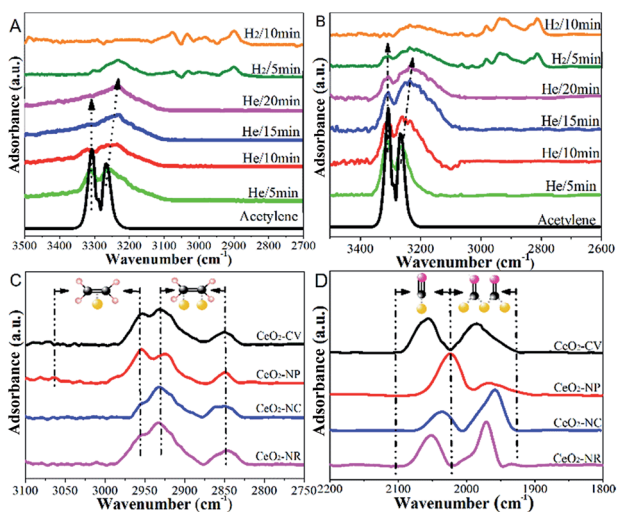 A
H2/10min
H2/5min
He/20min
He/15min
He/10min
He/5min
Acetylene
Adsorbance (a.u.)
3500 3400 3300 3200 3100 3000 2900 2800 2700
Wavenumber (cm-1)
B
H2/10min
H2/5min
He/20min
He/15min
He/10min
He/5min
Acetylene
Adsorbance (a.u.)
3400 3200 3000 2800 2600
Wavenumber (cm-1)
C
CeO2-CV
CeO2-NP
CeO2-NC
CeO2-NR
Adsorbance (a.u.)
3100 3050 3000 2950 2900 2850 2800 2750
Wavenumber (cm-1)
D
CeO2-CV
CeO2-NP
CeO2-NC
CeO2-NR
Adsorbance (a.u.)
2200 2100 2000 1900 1800
Wavenumber (cm-1)